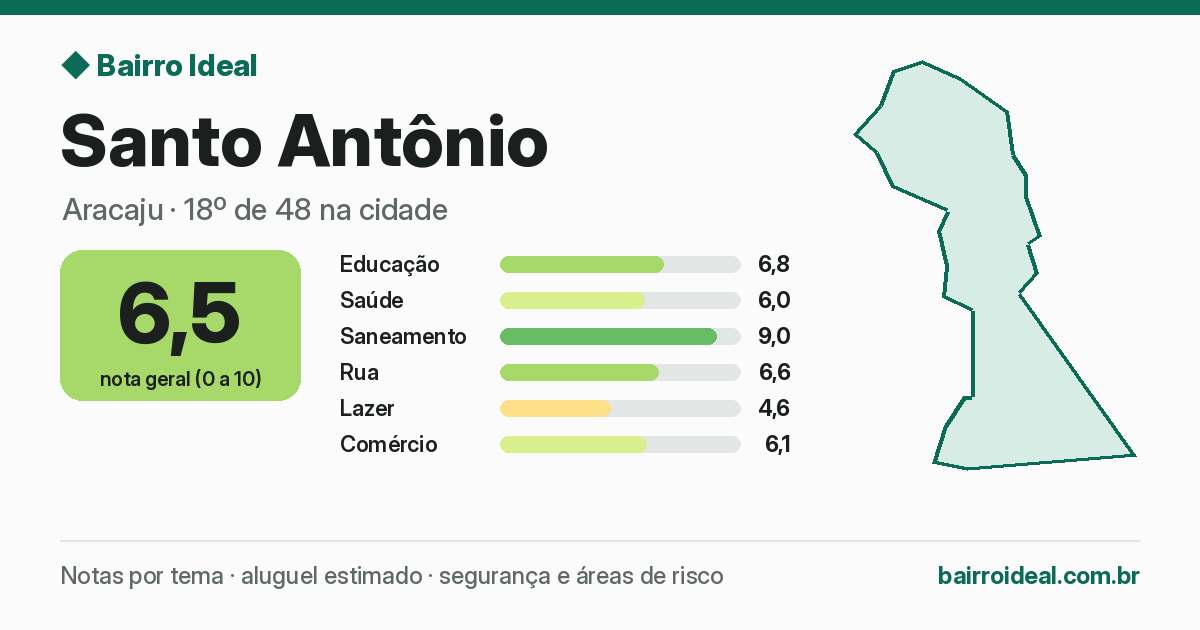 Bairro Ideal
Santo Antônio
Aracaju · 18º de 48 na cidade
6,5
nota geral (0 a 10)
Educação 6,8
Saúde 6,0
Saneamento 9,0
Rua 6,6
Lazer 4,6
Comércio 6,1
Notas por tema · aluguel estimado · segurança e áreas de risco
bairroideal.com.br